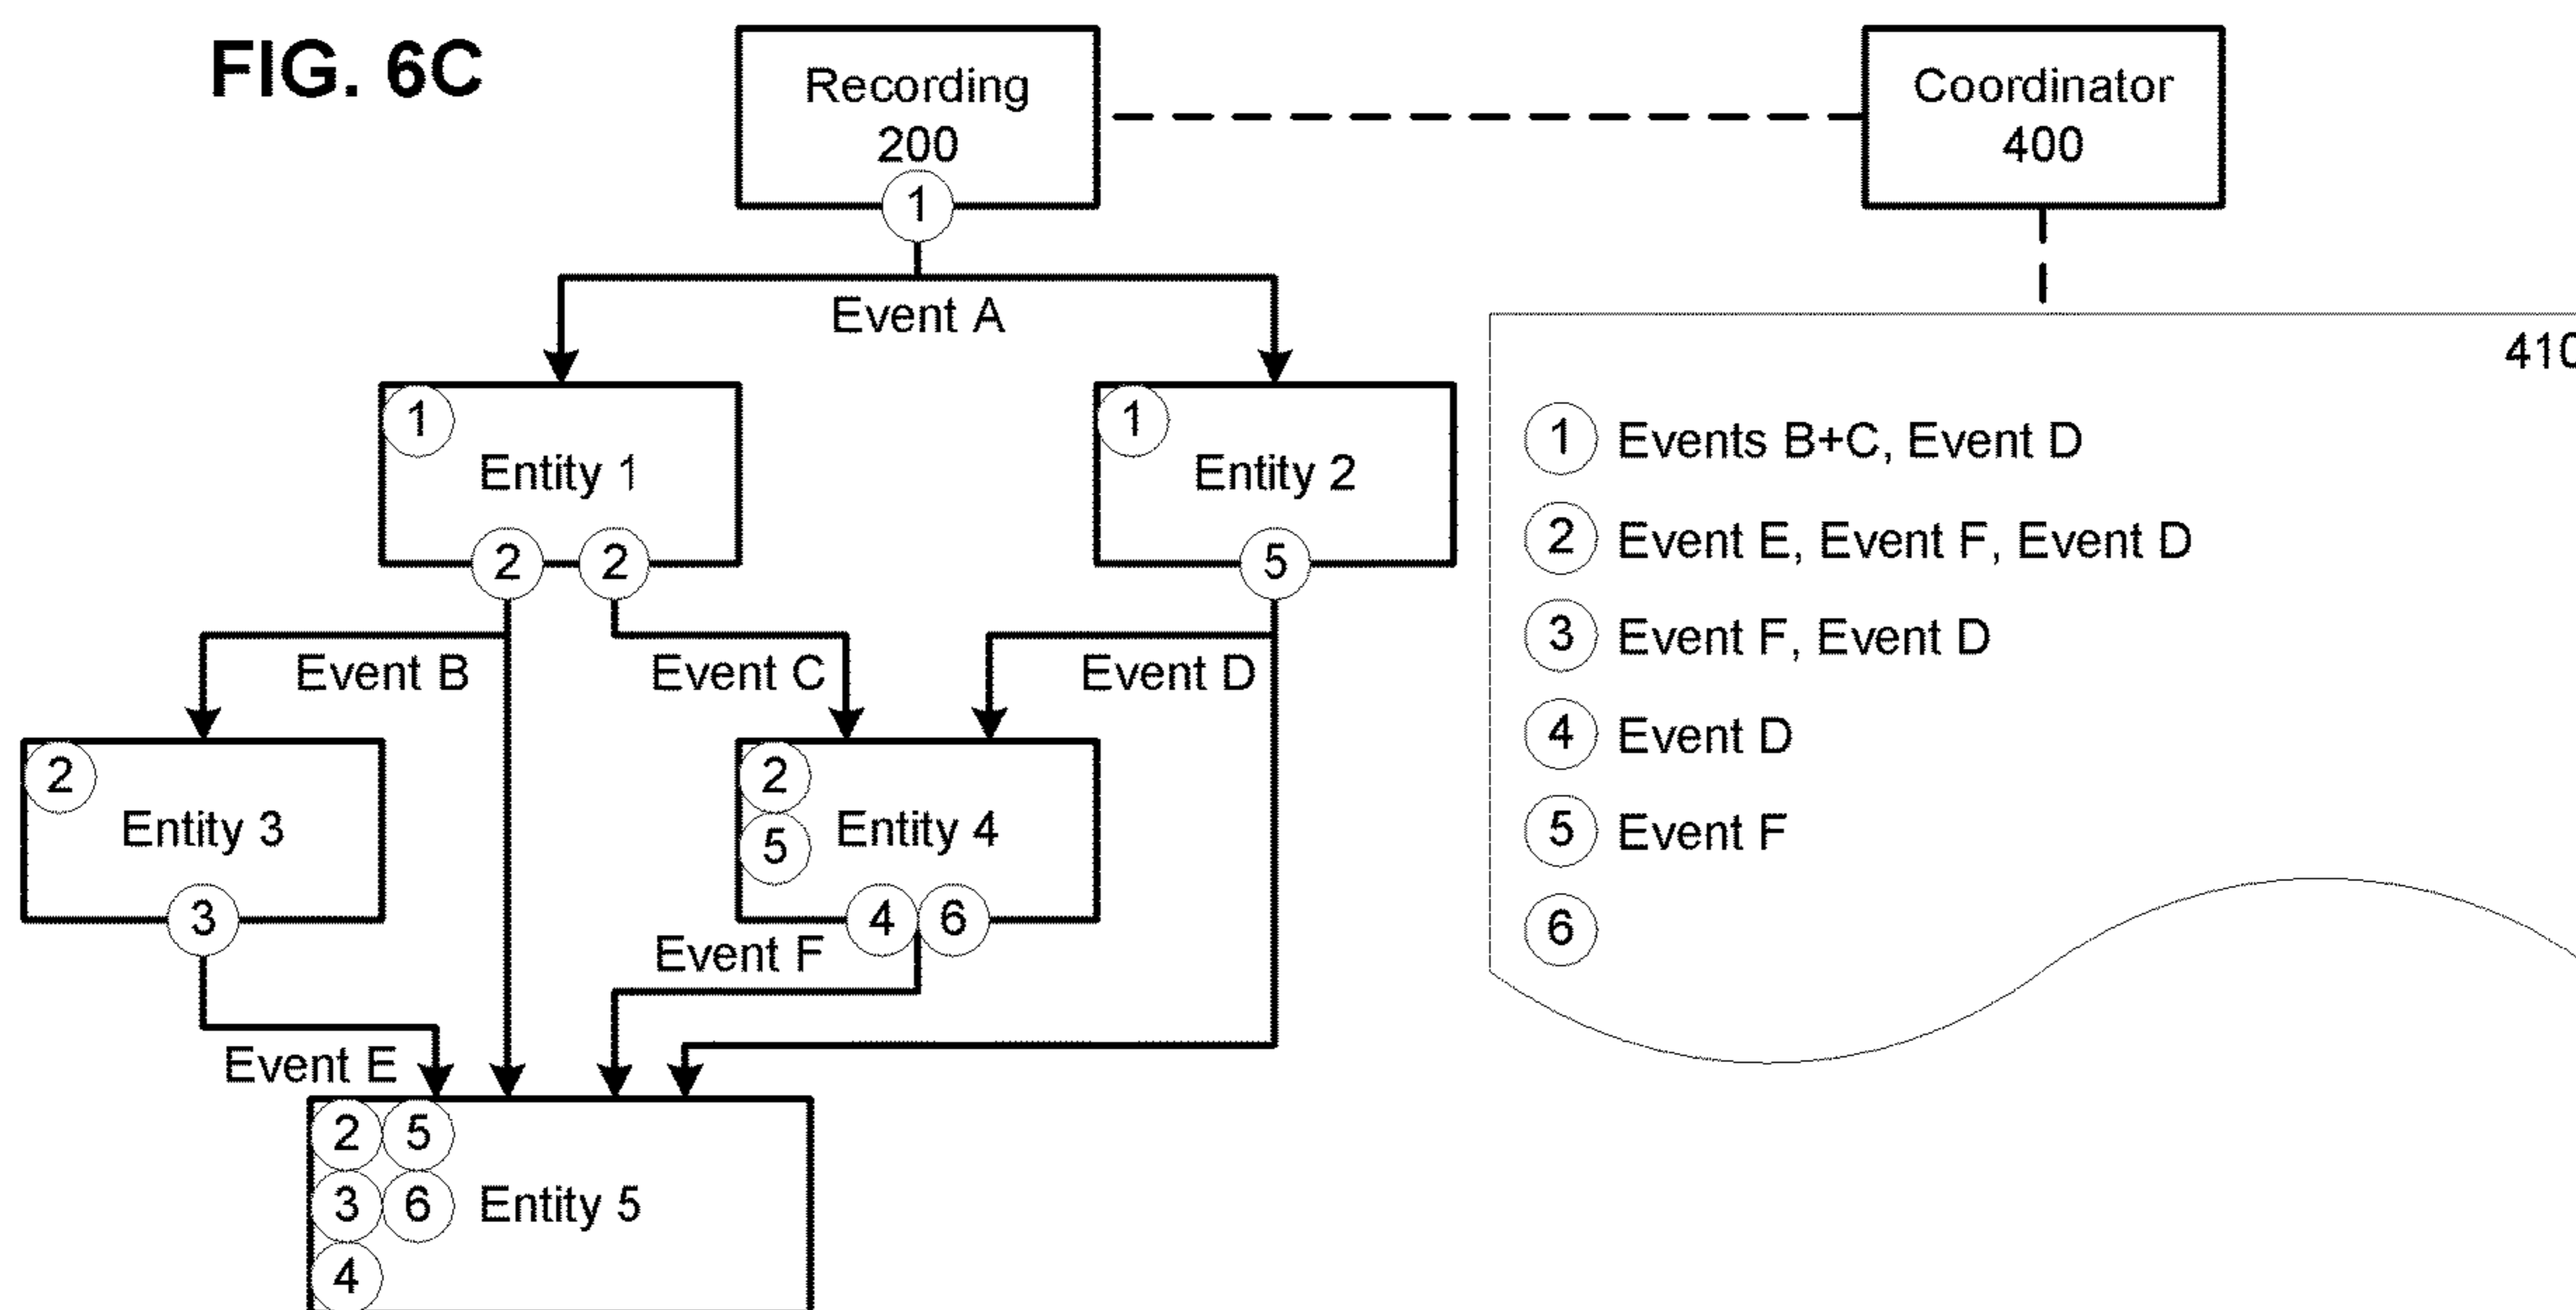 FIG. 6C
Recording
200
1
Coordinator
400
Event A
410
1
Entity 1
2 2
1
Entity 2
5
1 Events B+C, Event D
2 Event E, Event F, Event D
3 Event F, Event D
4 Event D
5 Event F
6
Event B
Event C
Event D
2
Entity 3
3
2
5
Entity 4
4 6
Event F
Event E
2 5
3 6
Entity 5
4